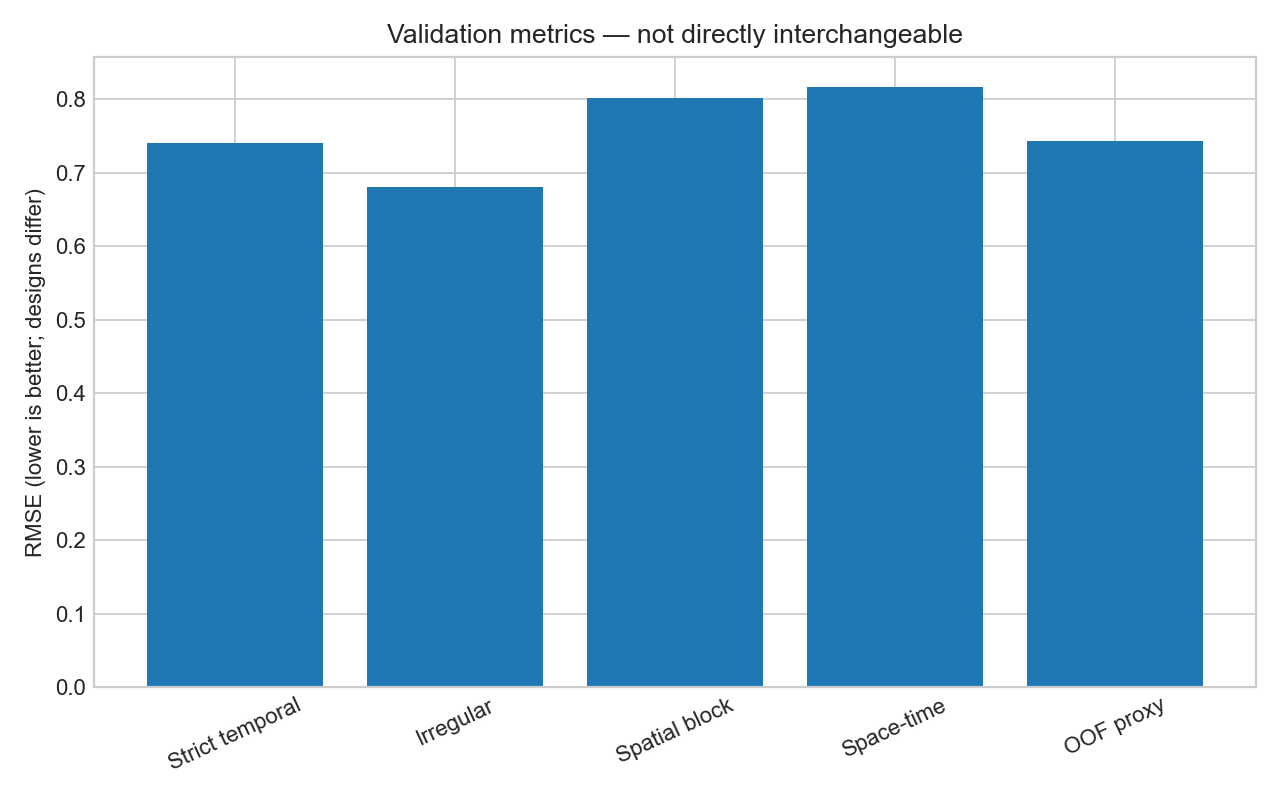 Validation metrics — not directly interchangeable
RMSE (lower is better; designs differ)
0.8
0.7
0.6
0.5
0.4
0.3
0.2
0.1
0.0
Strict temporal
Irregular
Spatial block
Space-time
OOF proxy